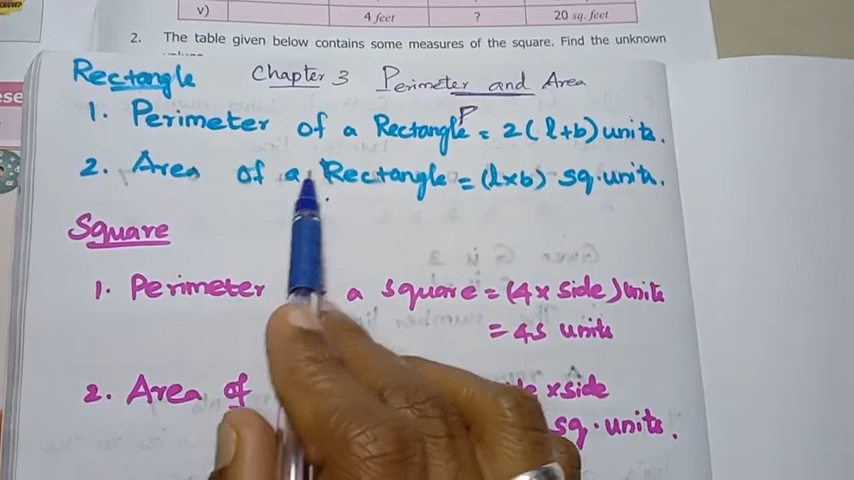 v) 4 feet ? 20 sq. feet
2. The table given below contains some measures of the square. Find the unknown
Rectangle Chapter 3 Perimeter and Area
1. Perimeter of a Rectangle P = 2(l+b) units.
2. Area of a Rectangle = (l×b) sq.units.
Square
1. Perimeter a square = (4 × side) units
= 4s units
2. Area of × side
sq.units.